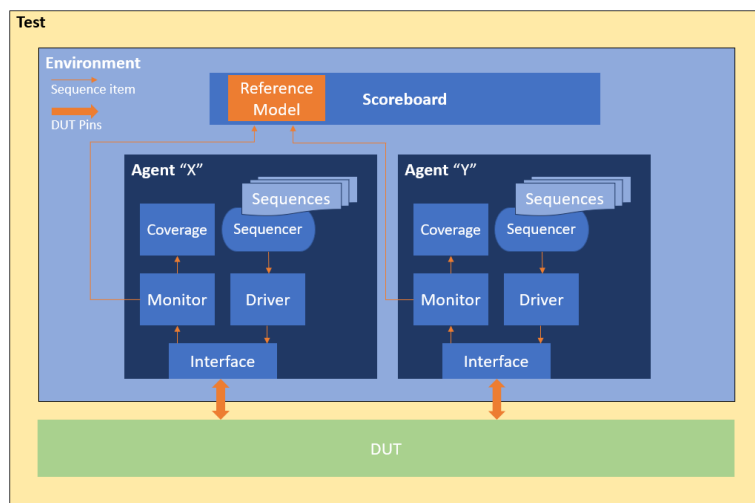 Test
Environment
Sequence item
DUT Pins
Reference
Model
Scoreboard
Agent “X”
Sequences
Coverage
Sequencer
Monitor
Driver
Interface
Agent “Y”
Sequences
Coverage
Sequencer
Monitor
Driver
Interface
DUT